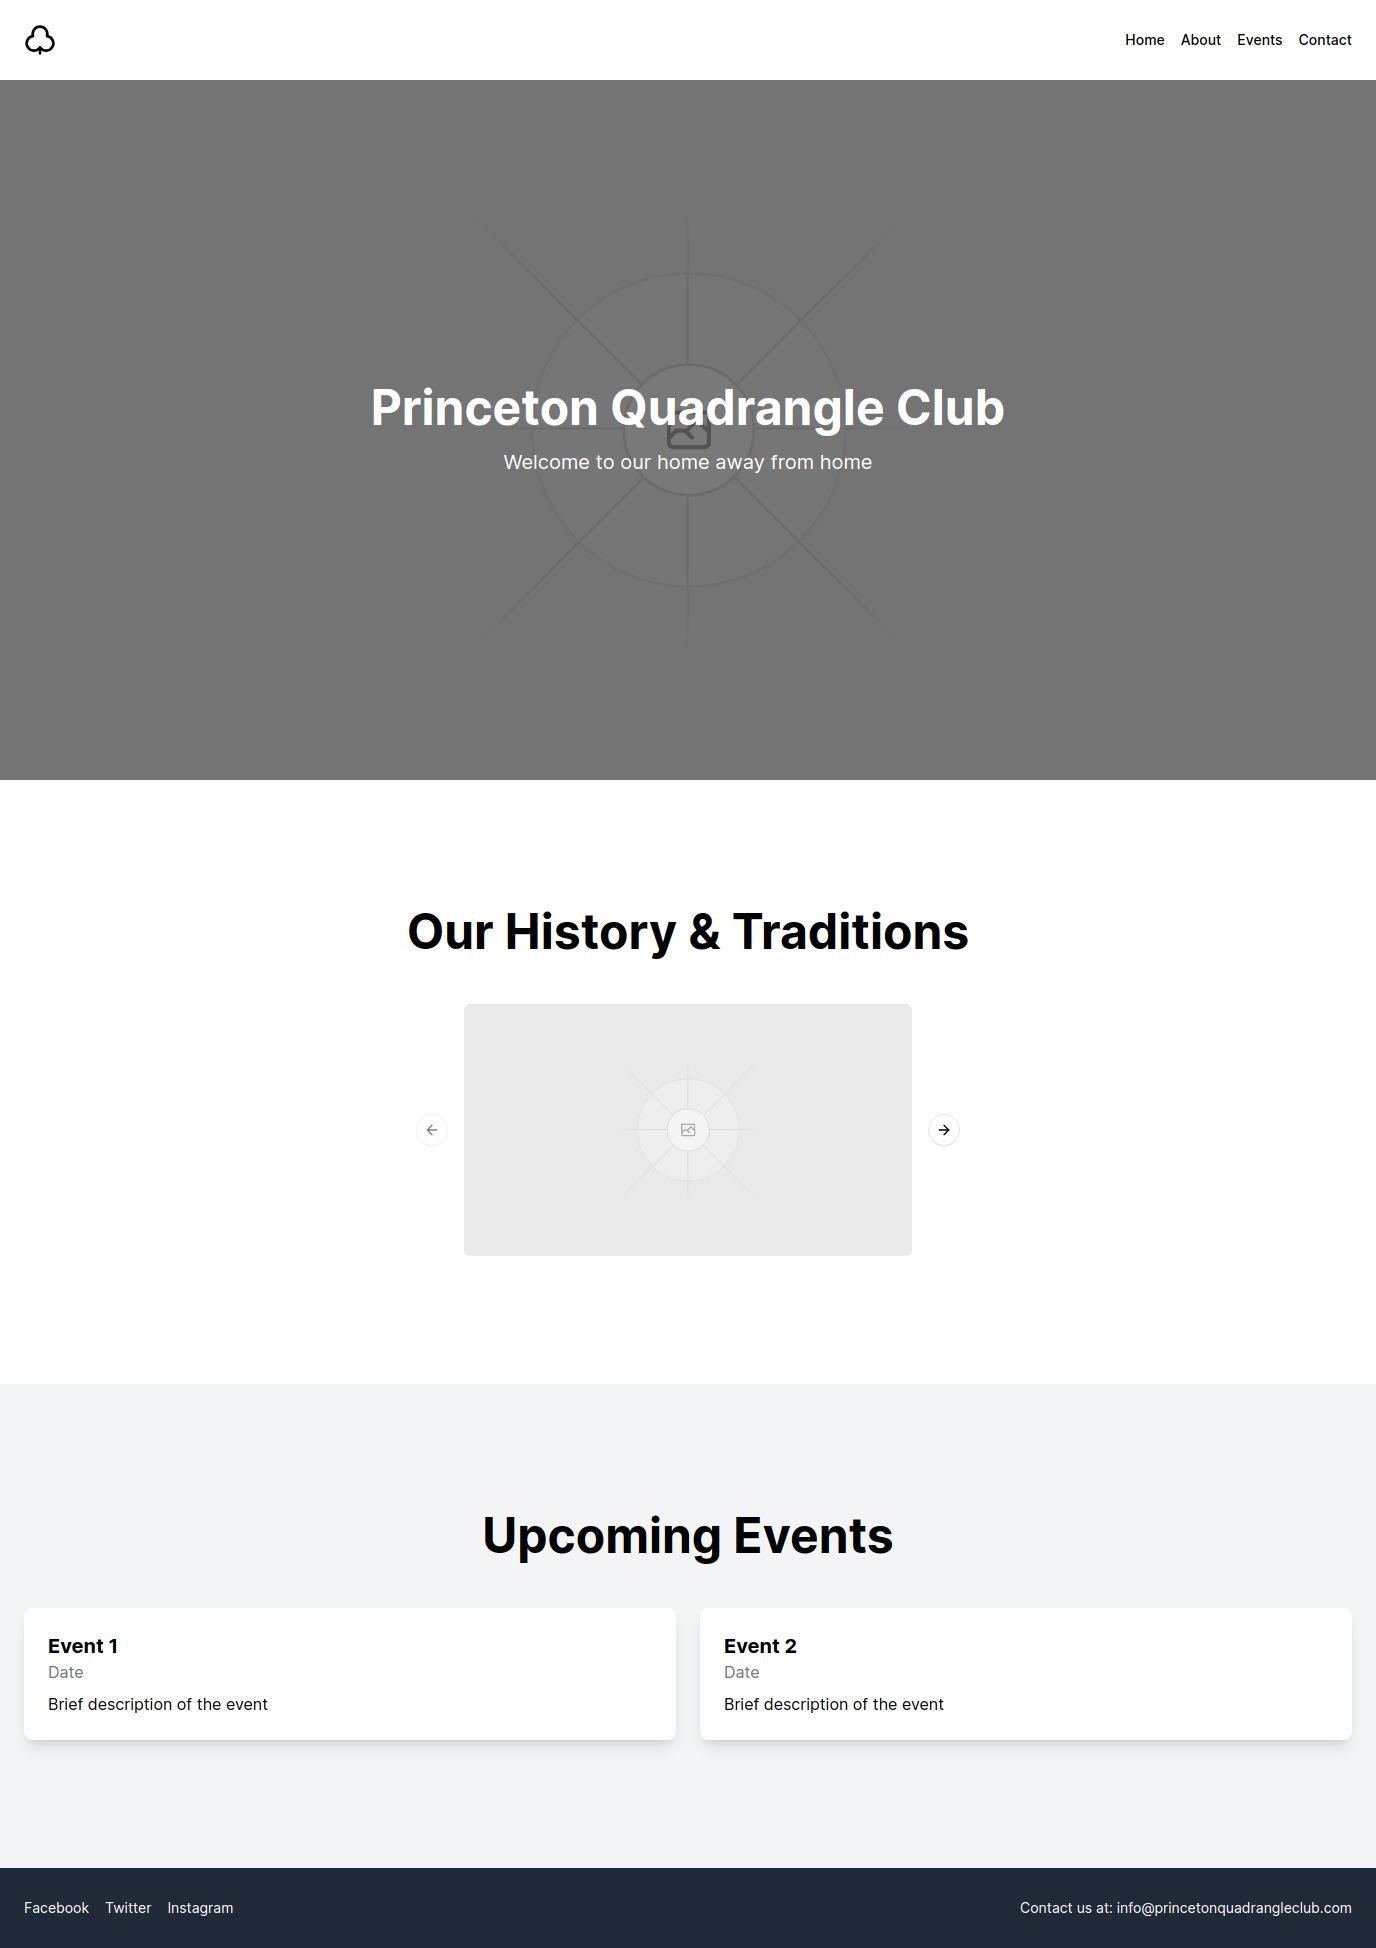 Home About Events Contact
Princeton Quadrangle Club
Welcome to our home away from home
Our History & Traditions
Upcoming Events
Event 1
Date
Brief description of the event
Event 2
Date
Brief description of the event
Facebook Twitter Instagram
Contact us at: info@princetonquadrangleclub.com